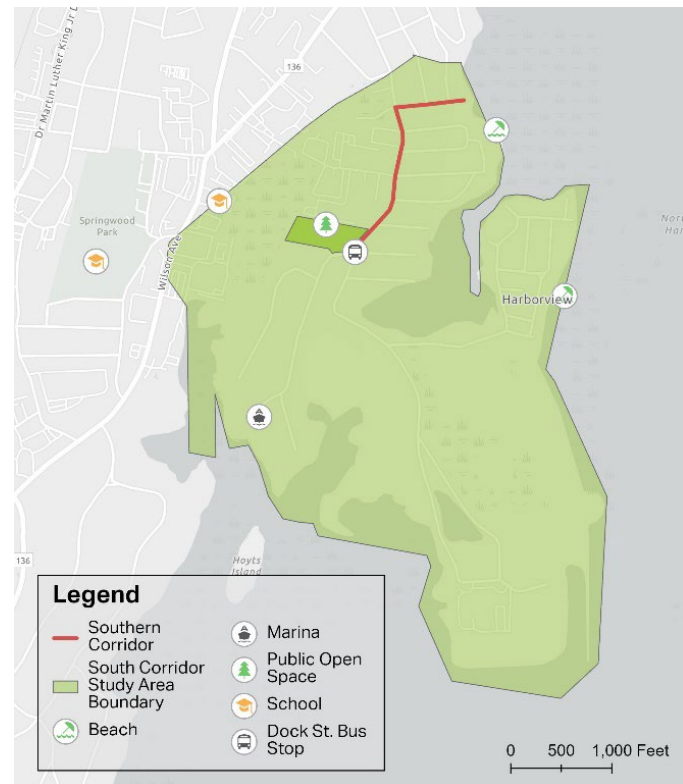 136
Dr Martin Luther King Jr D
Springwood
Park
Wilson Ave
Harborview
Nor
Ha
Hoyts
Island
136
Legend
Southern
Corridor
South Corridor
Study Area
Boundary
Beach
Marina
Public Open
Space
School
Dock St. Bus
Stop
0 500 1,000 Feet